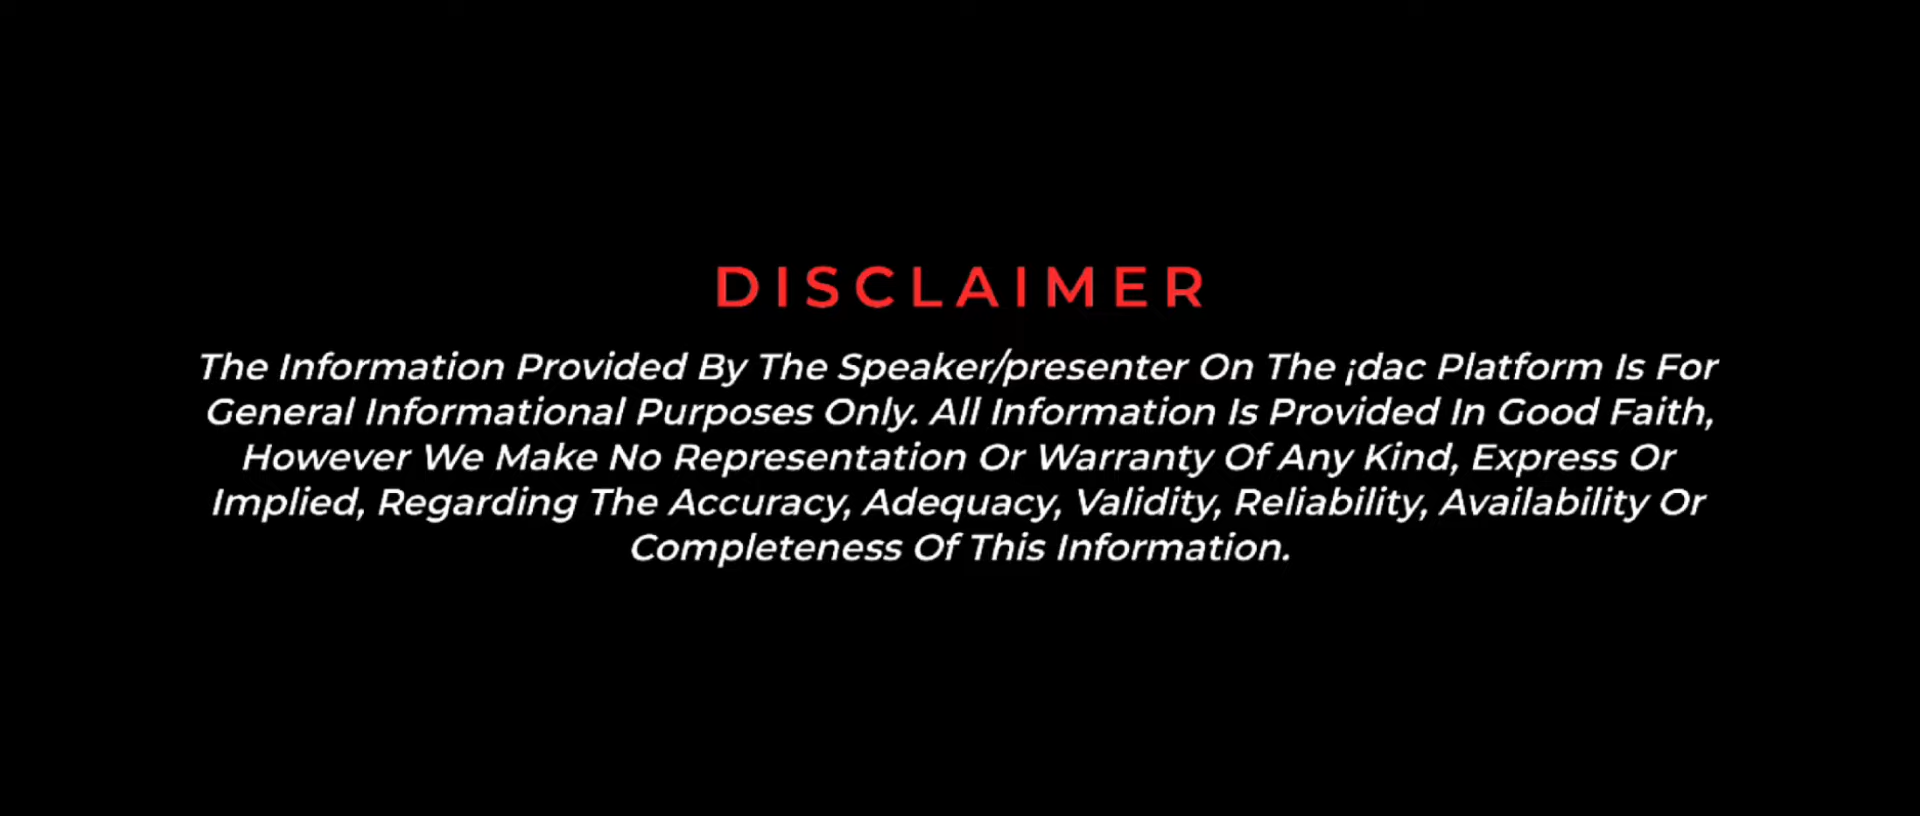 DISCLAIMER
The Information Provided By The Speaker/presenter On The ¡dac Platform Is For
General Informational Purposes Only. All Information Is Provided In Good Faith,
However We Make No Representation Or Warranty Of Any Kind, Express Or
Implied, Regarding The Accuracy, Adequacy, Validity, Reliability, Availability Or
Completeness Of This Information.